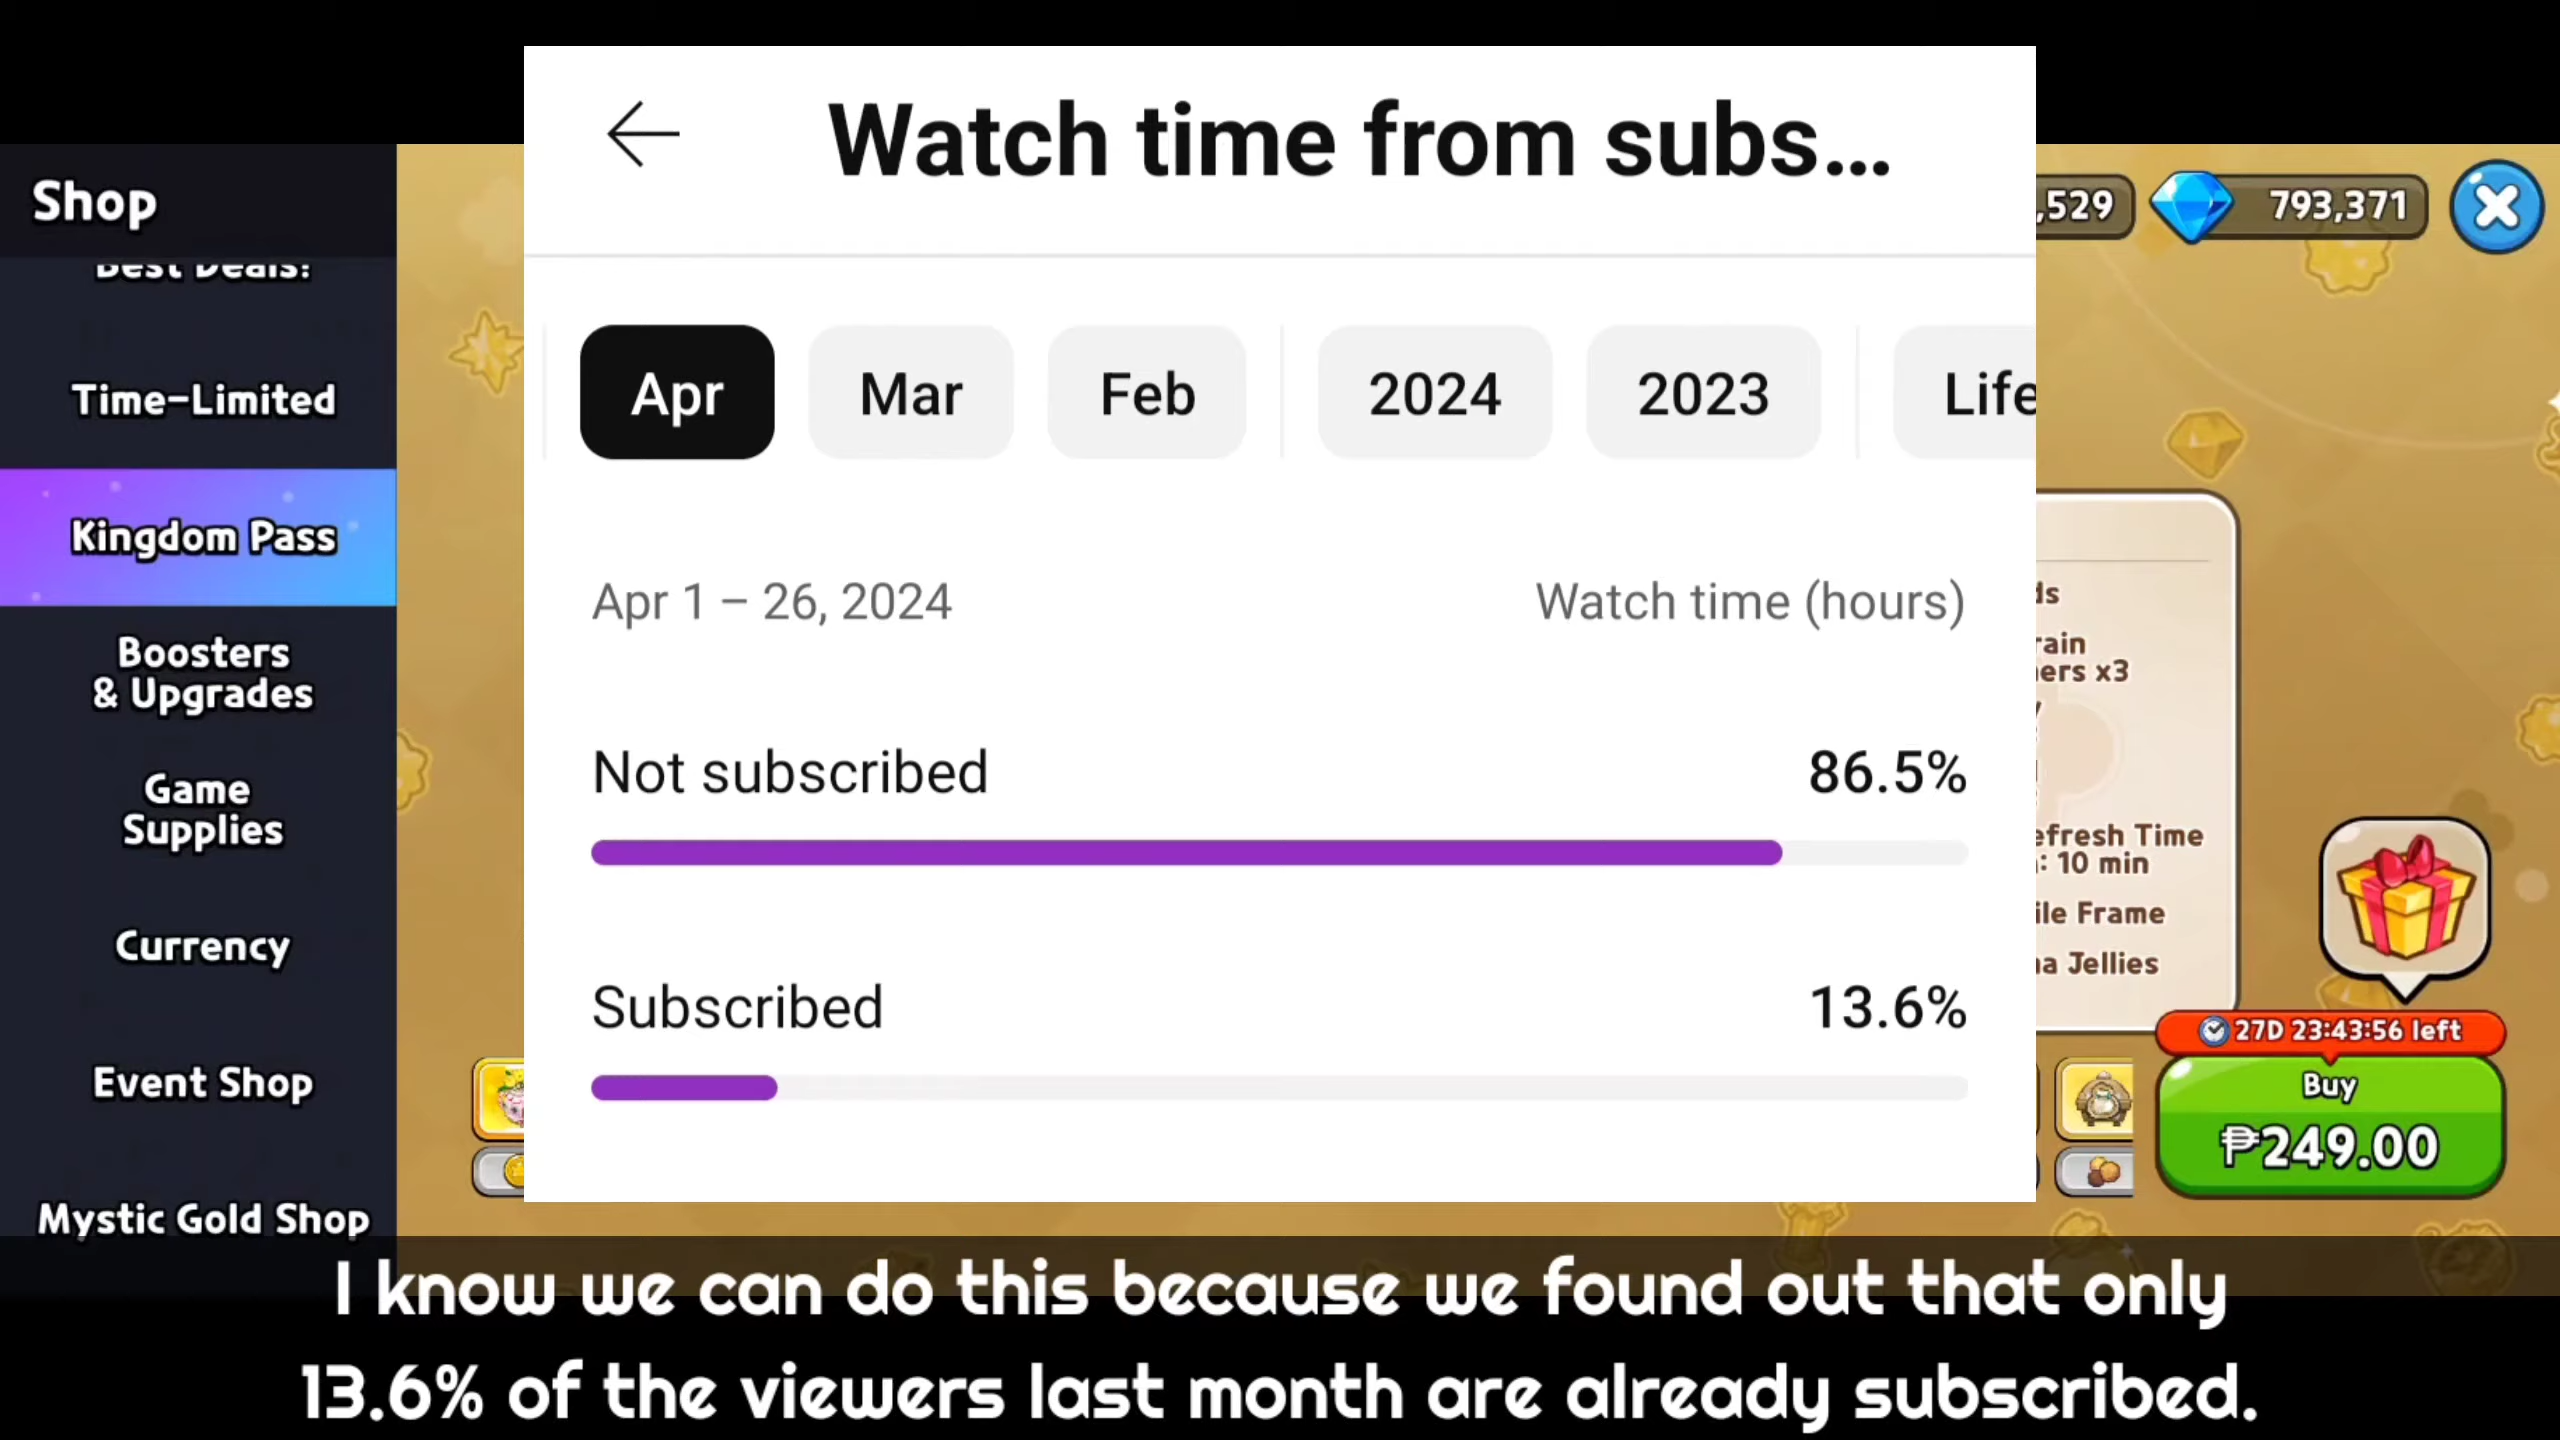 Watch time from subs...
Shop
,529
793,371
Best Deals!
Time-Limited
Kingdom Pass
Boosters
& Upgrades
Game
Supplies
Currency
Event Shop
Mystic Gold Shop
Apr
Mar
Feb
2024
2023
Life
Apr 1 – 26, 2024
Watch time (hours)
Not subscribed
86.5%
Subscribed
13.6%
ers x3
: 10 min
Time
Frame
Jellies
27D 23:43:56 left
Buy
₱249.00
I know we can do this because we found out that only
13.6% of the viewers last month are already subscribed.